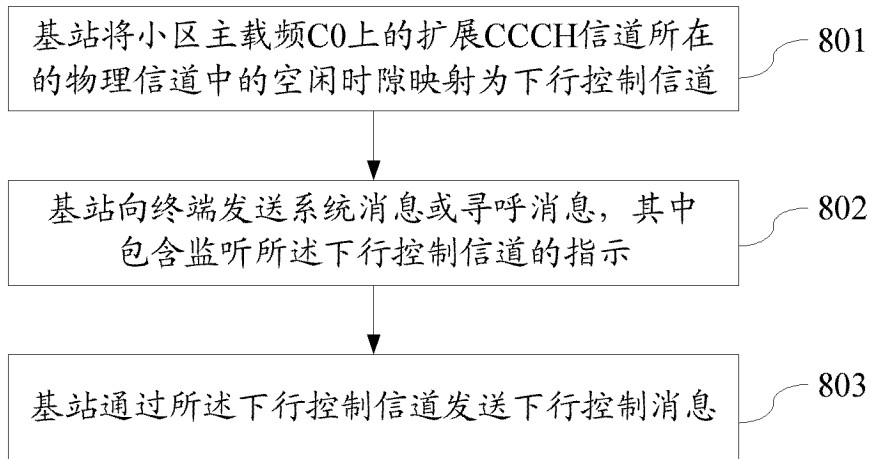 基站将小区主载频C0上的扩展CCCH信道所在
的物理信道中的空闲时隙映射为下行控制信道
801
基站向终端发送系统消息或寻呼消息，其中
包含监听所述下行控制信道的指示
802
基站通过所述下行控制信道发送下行控制消息
803